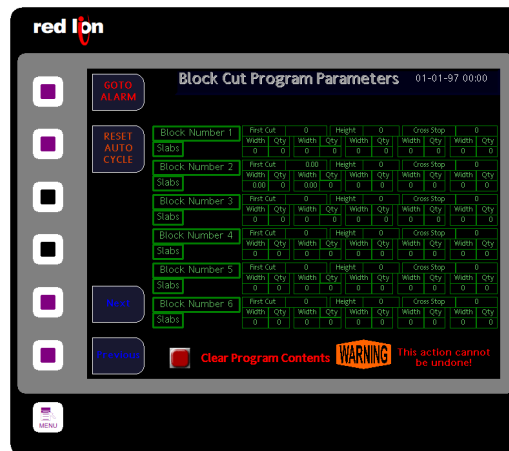 red lion
Block Cut Program Parameters 01-01-97 00:00
GOTO
ALARM
RESET
AUTO
CYCLE
Block Number 1 First Cut 0 Height 0 Cross Stop 0
Slabs Width Qty Width Qty Width Qty Width Qty Width Qty Width Qty
0 0 0 0 0 0 0 0 0 0 0 0
Block Number 2 First Cut 0.00 Height 0 Cross Stop 0
Slabs Width Qty Width Qty Width Qty Width Qty Width Qty Width Qty
0.00 0 0.00 0 0 0 0 0 0 0 0 0
Block Number 3 First Cut 0 Height 0 Cross Stop 0
Slabs Width Qty Width Qty Width Qty Width Qty Width Qty Width Qty
0 0 0 0 0 0 0 0 0 0 0 0
Block Number 4 First Cut 0 Height 0 Cross Stop 0
Slabs Width Qty Width Qty Width Qty Width Qty Width Qty Width Qty
0 0 0 0 0 0 0 0 0 0 0 0
Block Number 5 First Cut 0 Height 0 Cross Stop 0
Slabs Width Qty Width Qty Width Qty Width Qty Width Qty Width Qty
0 0 0 0 0 0 0 0 0 0 0 0
Next
Block Number 6 First Cut 0 Height 0 Cross Stop 0
Slabs Width Qty Width Qty Width Qty Width Qty Width Qty Width Qty
0 0 0 0 0 0 0 0 0 0 0 0
Previous
Clear Program Contents WARNING This action cannot
be undone!
MENU